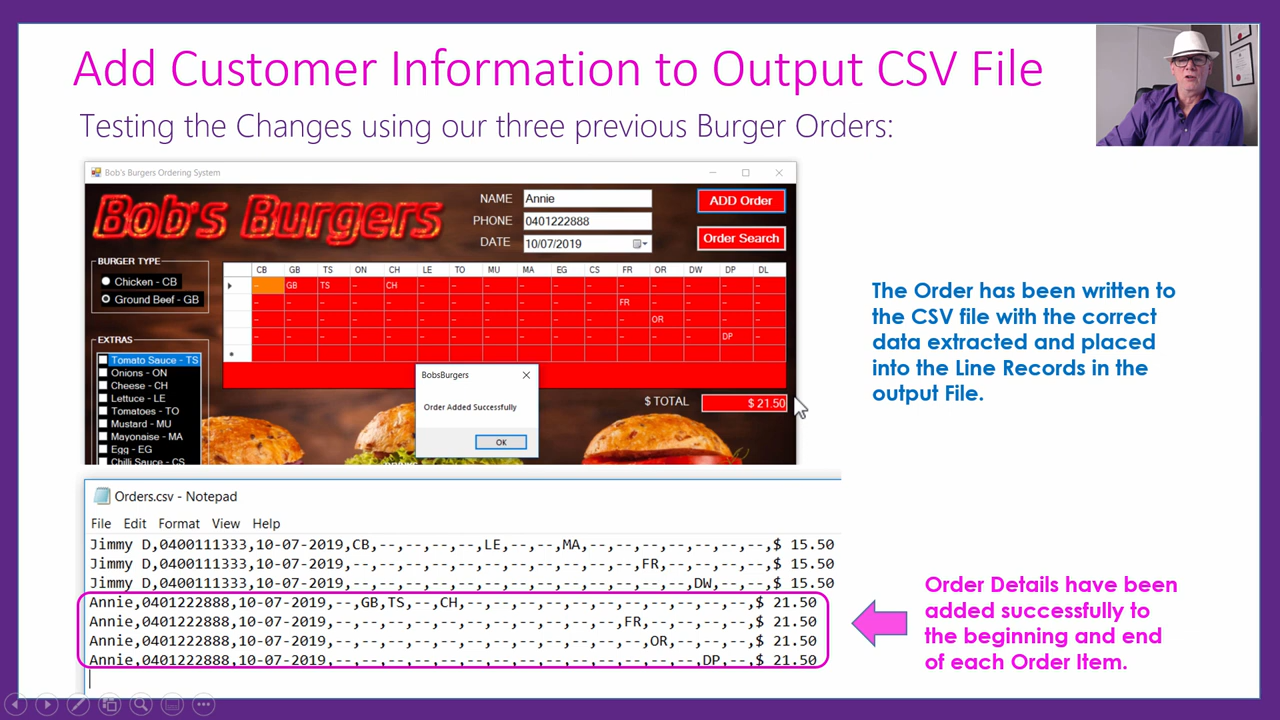 Add Customer Information to Output CSV File
Testing the Changes using our three previous Burger Orders:
Bob's Burgers Ordering System
Bob's Burgers
NAME Annie
PHONE 0401222888
DATE 10/07/2019
ADD Order
Order Search
BURGER TYPE
Chicken - CB
Ground Beef - GB
EXTRAS
Tomato Sauce - TS
Onions - ON
Cheese - CH
Lettuce - LE
Tomatoes - TO
Mustard - MU
Mayonaise - MA
Egg - EG
Chilli Sauce - CS
CB GB TS ON CH LE TO MU MA EG CS FR OR DW DP DL
-- GB TS -- CH -- -- -- -- -- -- -- -- -- -- --
-- -- -- -- -- -- -- -- -- -- -- FR -- -- -- --
-- -- -- -- -- -- -- -- -- -- -- -- OR -- -- --
-- -- -- -- -- -- -- -- -- -- -- -- -- -- DP --
BobsBurgers
Order Added Successfully
OK
$ TOTAL $ 21.50
The Order has been written to
the CSV file with the correct
data extracted and placed
into the Line Records in the
output File.
Orders.csv - Notepad
File Edit Format View Help
Jimmy D,0400111333,10-07-2019,CB,--,--,--,--,LE,--,--,MA,--,--,--,--,--,--,--,$ 15.50
Jimmy D,0400111333,10-07-2019,--,--,--,--,--,--,--,--,--,--,--,FR,--,--,--,--,$ 15.50
Jimmy D,0400111333,10-07-2019,--,--,--,--,--,--,--,--,--,--,--,--,--,DW,--,--,$ 15.50
Annie,0401222888,10-07-2019,--,GB,TS,--,CH,--,--,--,--,--,--,--,--,--,--,--,$ 21.50
Annie,0401222888,10-07-2019,--,--,--,--,--,--,--,--,--,--,--,FR,--,--,--,--,$ 21.50
Annie,0401222888,10-07-2019,--,--,--,--,--,--,--,--,--,--,--,--,OR,--,--,--,$ 21.50
Annie,0401222888,10-07-2019,--,--,--,--,--,--,--,--,--,--,--,--,--,--,DP,--,$ 21.50
Order Details have been
added successfully to
the beginning and end
of each Order Item.